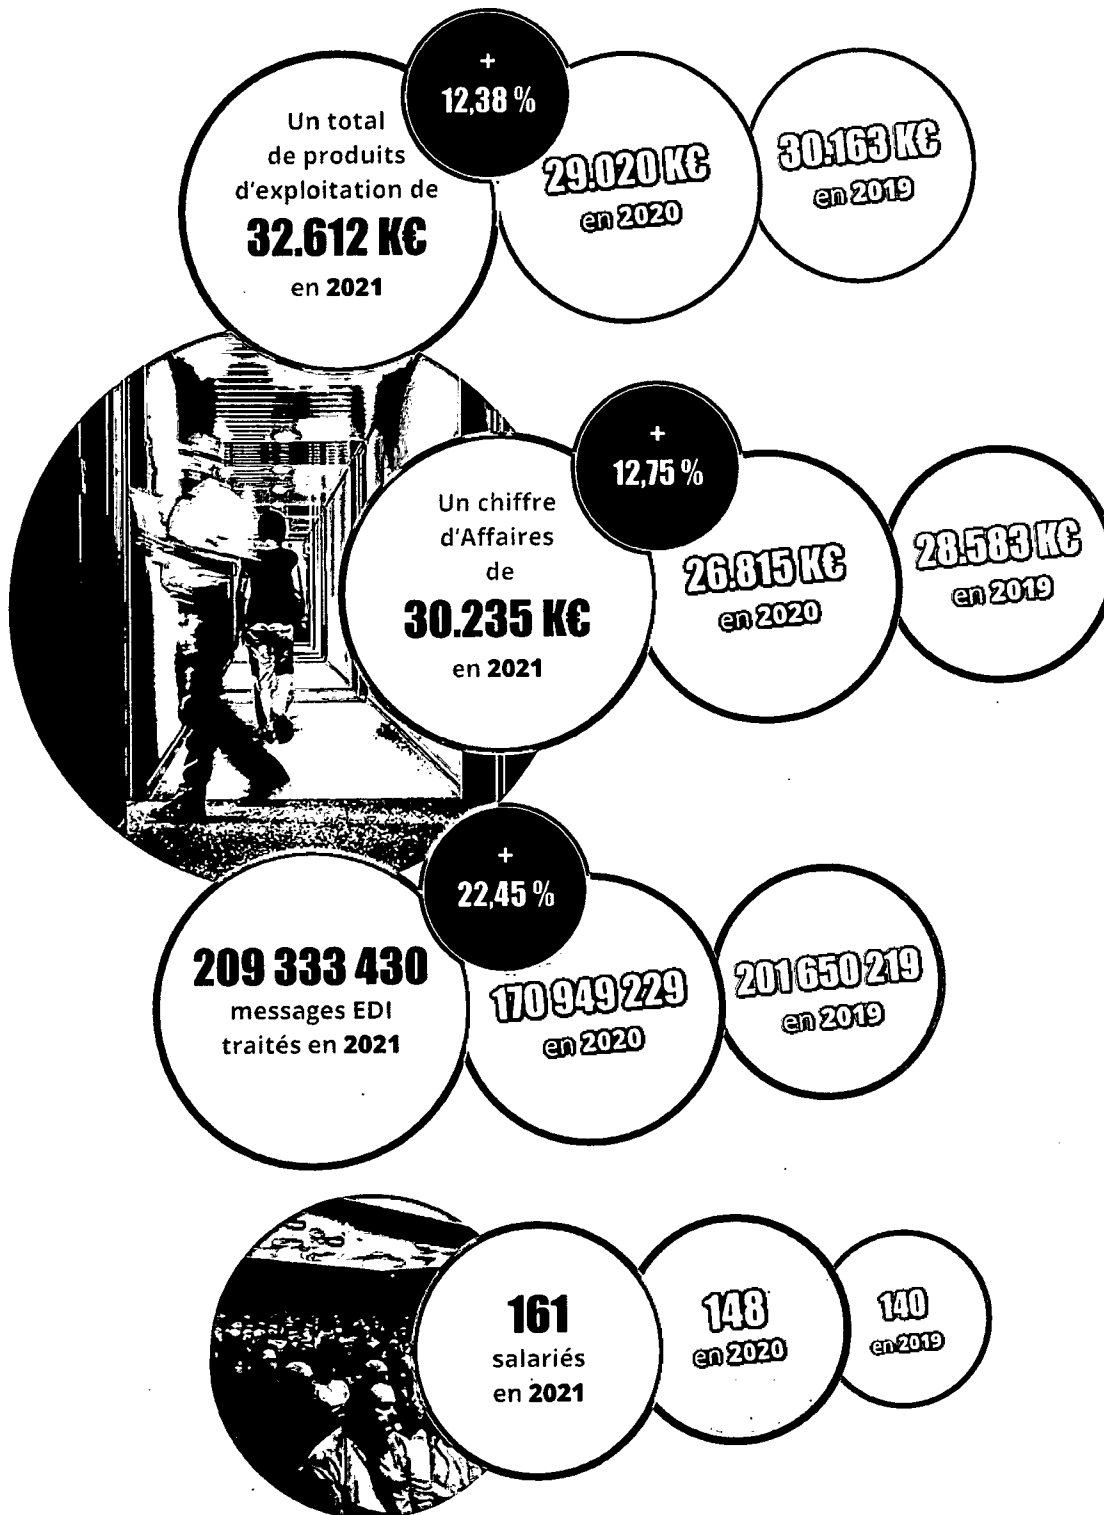 +
12,38 %
Un total
de produits
d'exploitation de
32.612 K€
en 2021
29.020 K€
en 2020
30.163 K€
en 2019
+
12,75 %
Un chiffre
d'Affaires
de
30.235 K€
en 2021
26.815 K€
en 2020
28.583 K€
en 2019
+
22,45 %
209 333 430
messages EDI
traités en 2021
170 949 229
en 2020
201 650 219
en 2019
161
salariés
en 2021
148
en 2020
140
en 2019